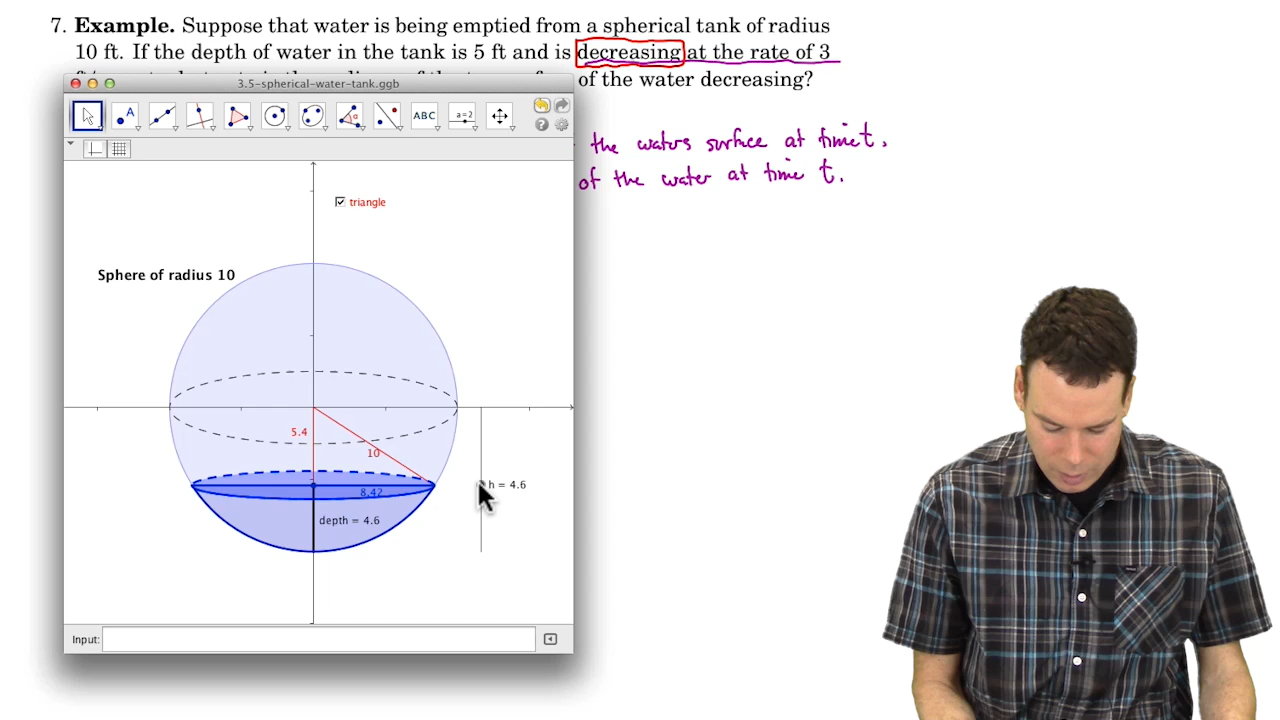 7. Example. Suppose that water is being emptied from a spherical tank of radius
10 ft. If the depth of water in the tank is 5 ft and is decreasing at the rate of 3
of the water decreasing?
3.5-spherical-water-tank.ggb
A
ABC
a=2
the waters surface at time t.
of the water at time t.
triangle
Sphere of radius 10
5.4
10
8.42
h = 4.6
depth = 4.6
Input: